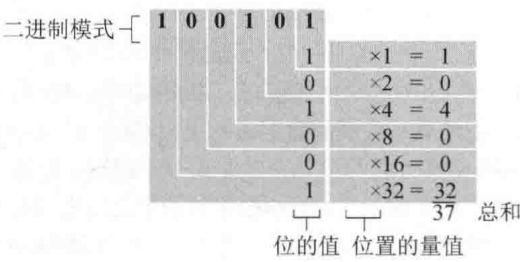 二进制模式 1 0 0 1 0 1
1 ×1 = 1
0 ×2 = 0
1 ×4 = 4
0 ×8 = 0
0 ×16= 0
1 ×32= 32
37 总和
位的值 位置的量值